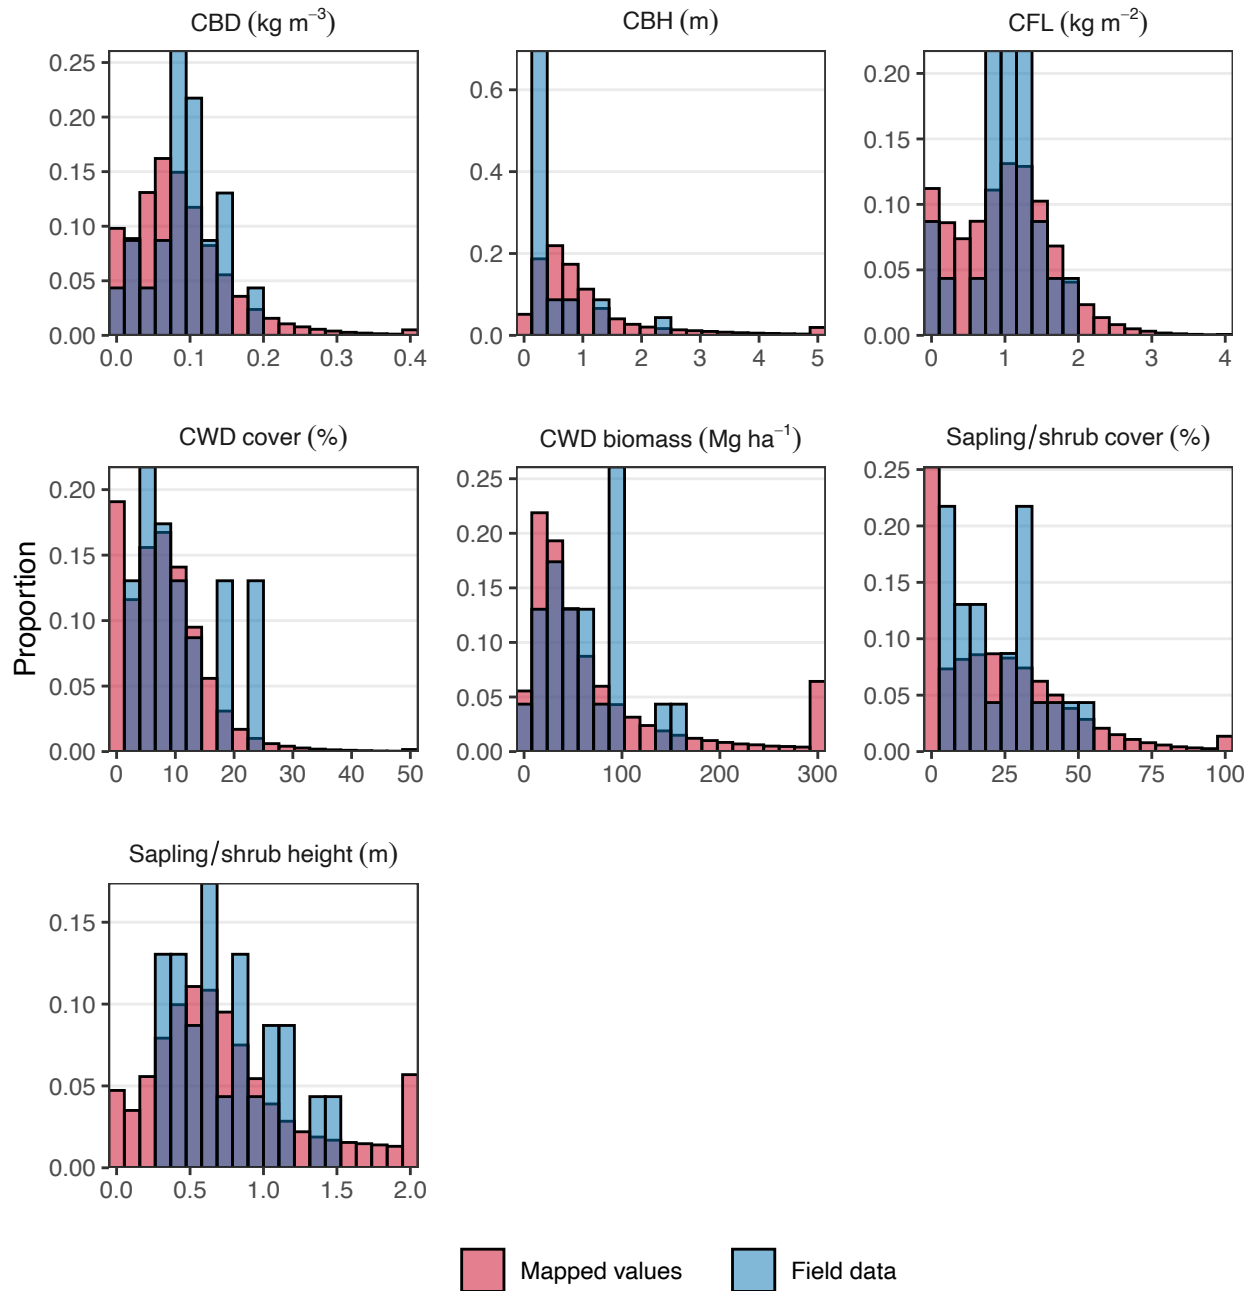 CBD (kg m⁻³)
CBH (m)
CFL (kg m⁻²)
0.25
0.20
0.15
0.10
0.05
0.00
0.0 0.1 0.2 0.3 0.4
0.6
0.4
0.2
0.0
0 1 2 3 4 5
0.20
0.15
0.10
0.05
0.00
0 1 2 3 4
CWD cover (%)
CWD biomass (Mg ha⁻¹)
Sapling/shrub cover (%)
Proportion
0.20
0.15
0.10
0.05
0.00
0 10 20 30 40 50
0.25
0.20
0.15
0.10
0.05
0.00
0 100 200 300
0.25
0.20
0.15
0.10
0.05
0.00
0 25 50 75 100
Sapling/shrub height (m)
0.15
0.10
0.05
0.00
0.0 0.5 1.0 1.5 2.0
Mapped values
Field data